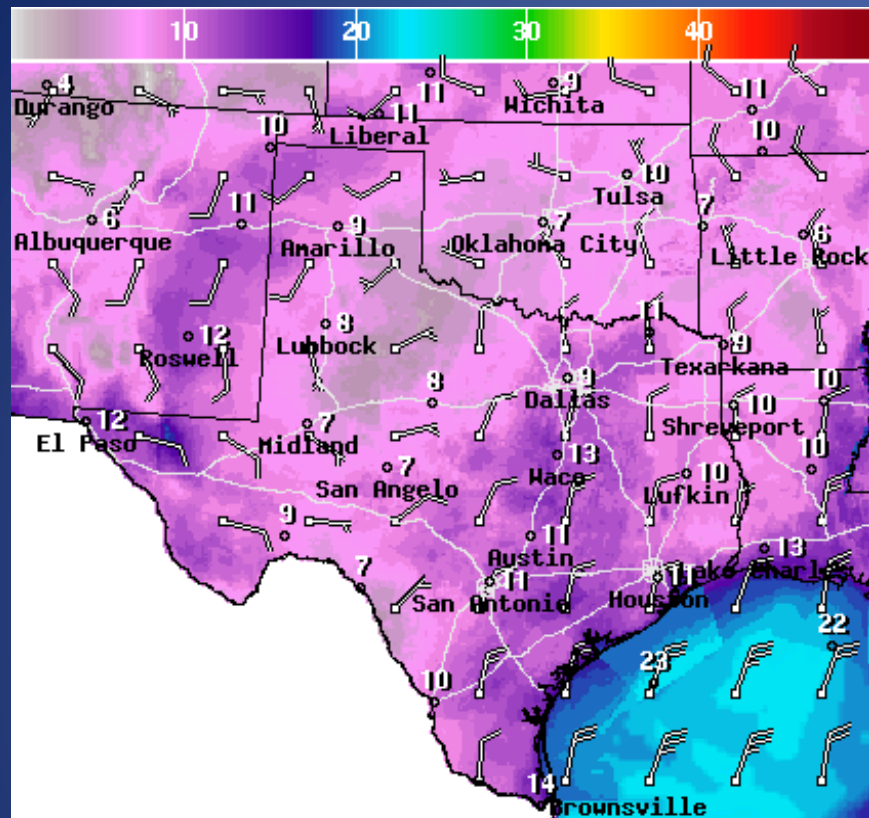 10 20 30 40
4 Durango
11
9 Wichita
11
11 Liberal
10
10
10 Tulsa
6 Albuquerque
11
9 Amarillo
7 Oklahoma City
7
6 Little Rock
12 Roswell
8 Lubbock
11
9 Texarkana
9 Dallas
8
10 Shreveport
10
12 El Paso
7 Midland
13 Waco
7 San Angelo
10 Lufkin
10
9
11 Austin
13 Lake Charles
7
11 San Antonio
11 Houston
22
23
10
14 Brownsville